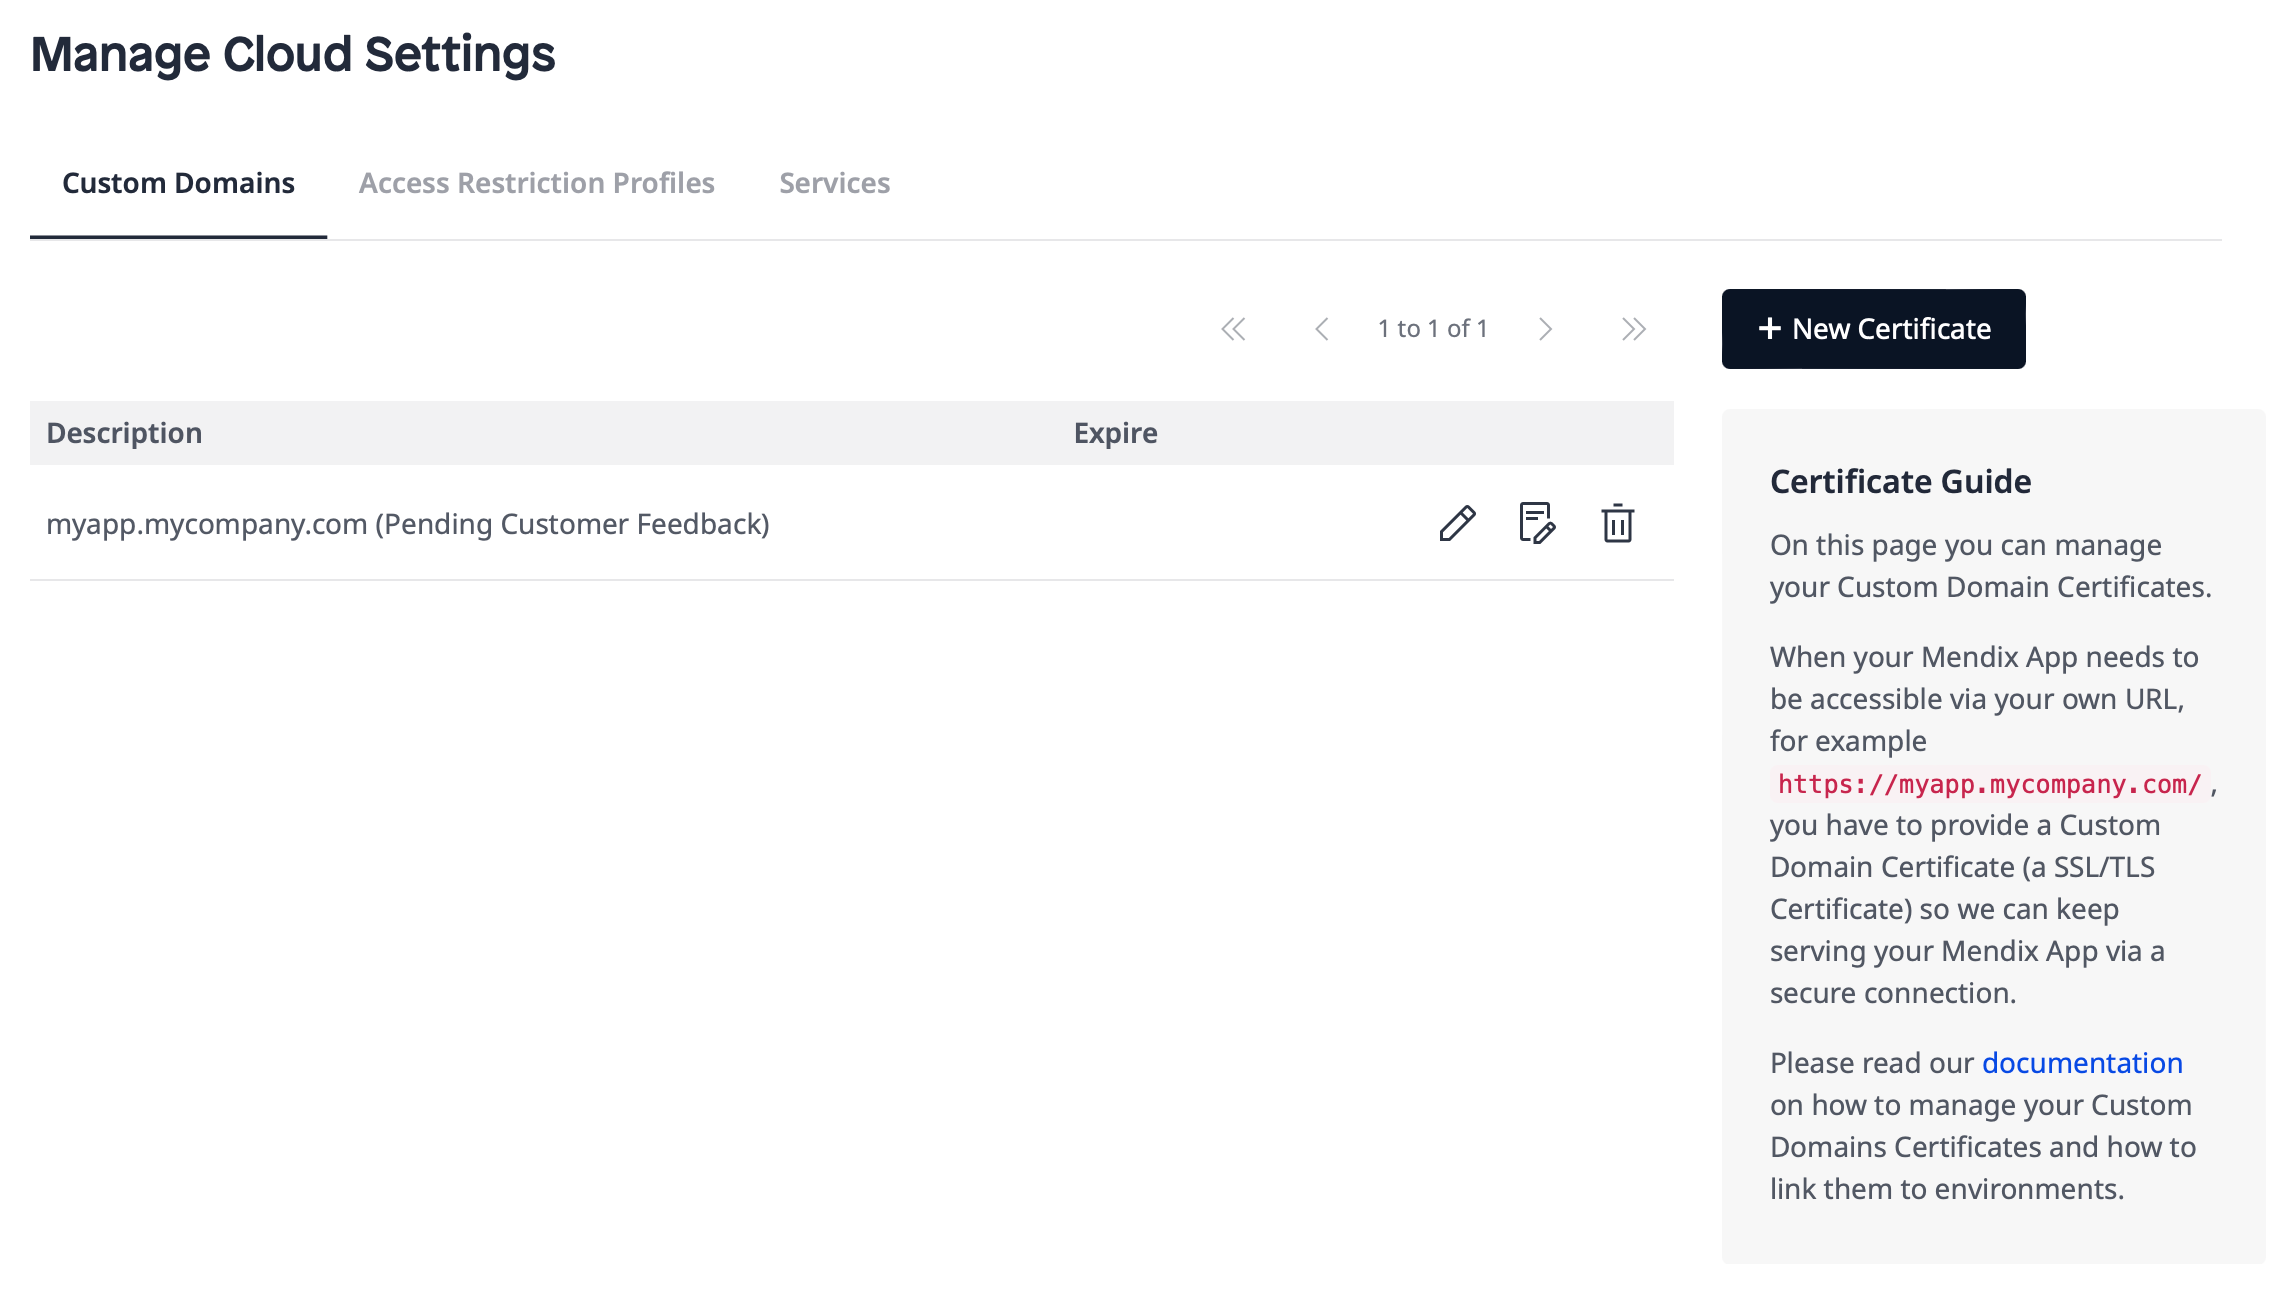 Manage Cloud Settings
Custom Domains Access Restriction Profiles Services
1 to 1 of 1
+ New Certificate
Description Expire
myapp.mycompany.com (Pending Customer Feedback)
Certificate Guide
On this page you can manage
your Custom Domain Certificates.
When your Mendix App needs to
be accessible via your own URL,
for example
https://myapp.mycompany.com/ ,
you have to provide a Custom
Domain Certificate (a SSL/TLS
Certificate) so we can keep
serving your Mendix App via a
secure connection.
Please read our documentation
on how to manage your Custom
Domains Certificates and how to
link them to environments.